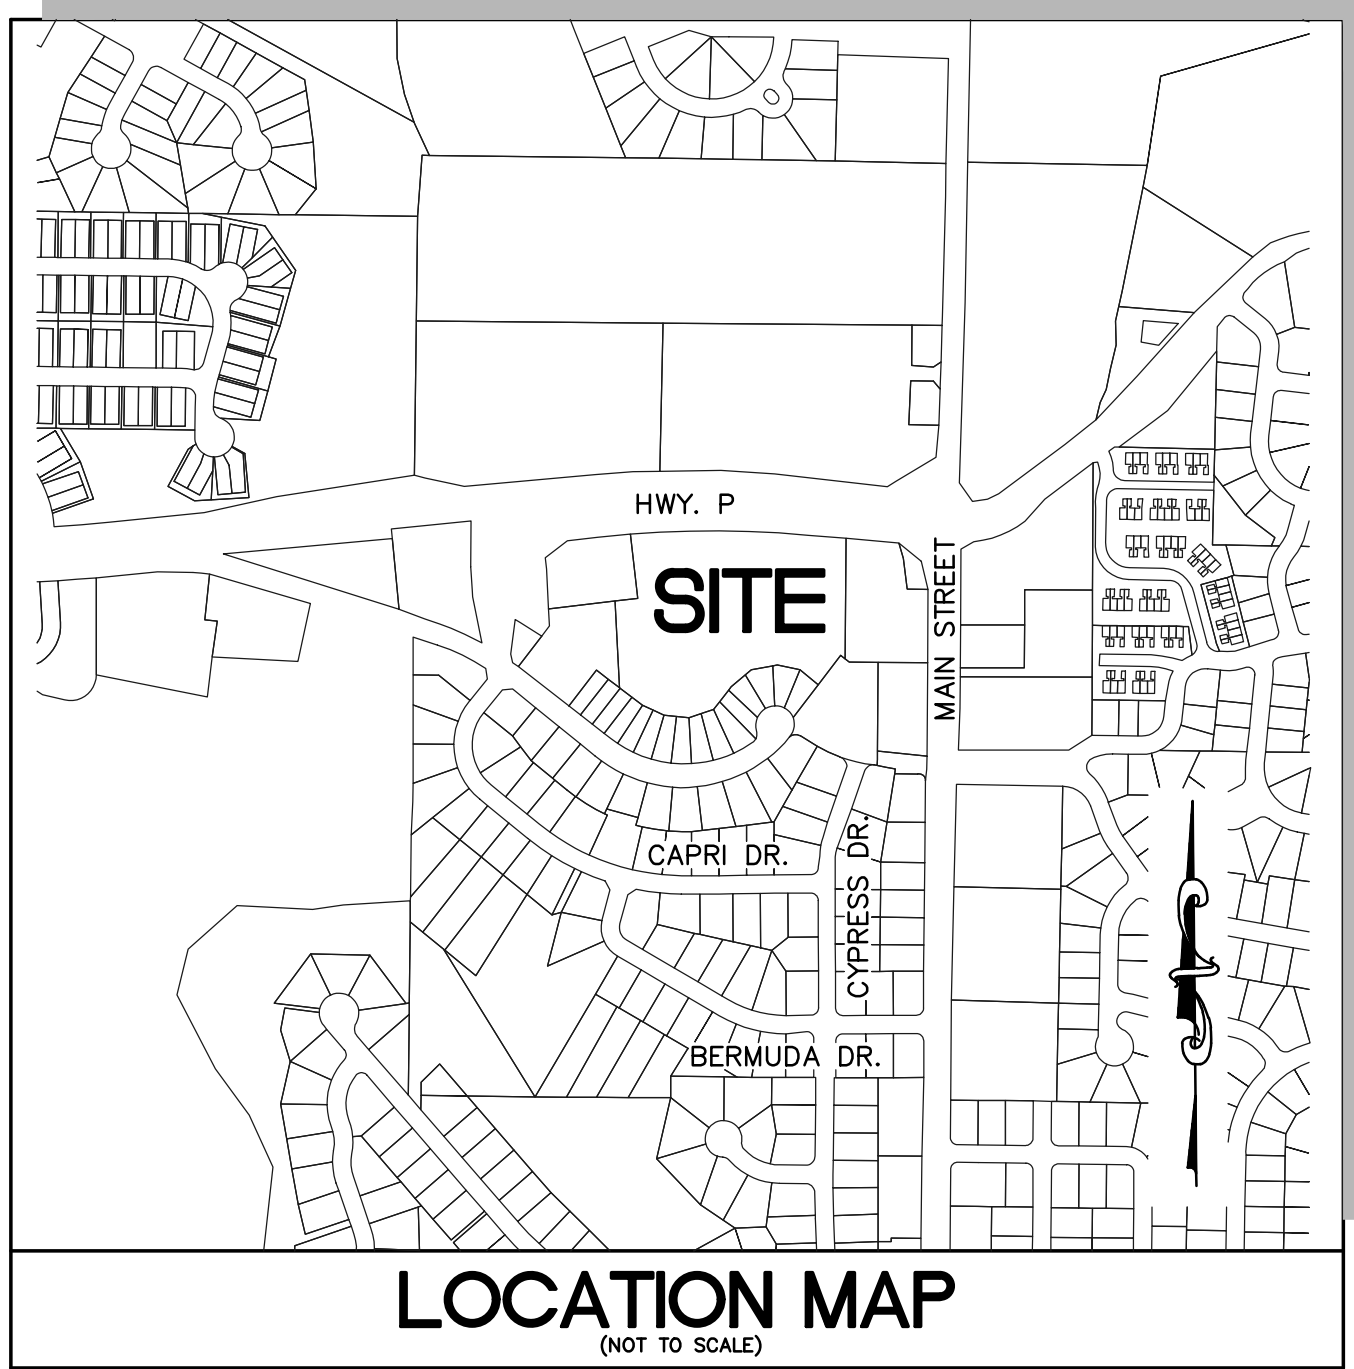 HWY. P
SITE
MAIN STREET
CAPRI DR.
CYPRESS DR.
BERMUDA DR.
LOCATION MAP
(NOT TO SCALE)